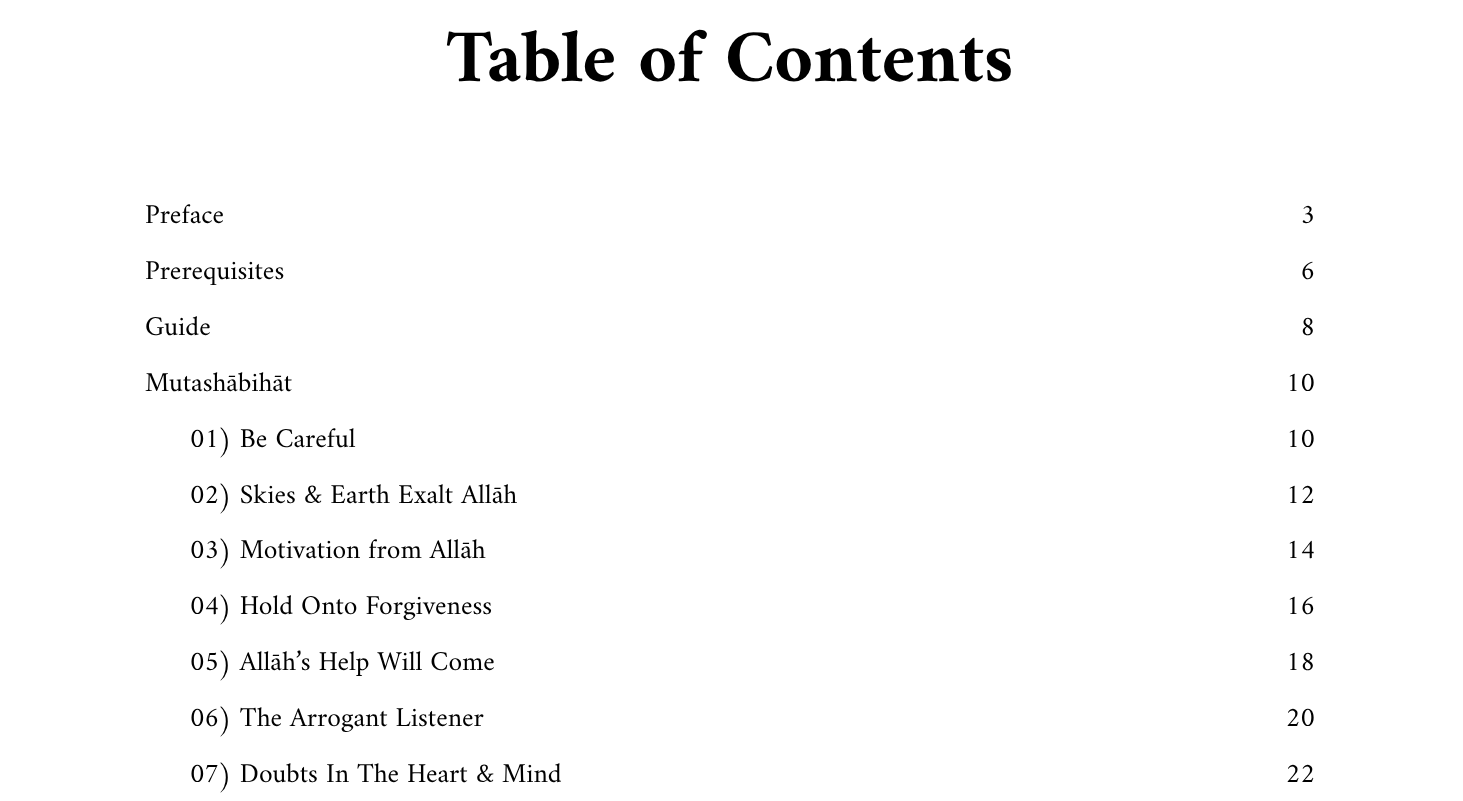 Table of Contents
Preface 3
Prerequisites 6
Guide 8
Mutashābihāt 10
01) Be Careful 10
02) Skies & Earth Exalt Allāh 12
03) Motivation from Allāh 14
04) Hold Onto Forgiveness 16
05) Allāh’s Help Will Come 18
06) The Arrogant Listener 20
07) Doubts In The Heart & Mind 22